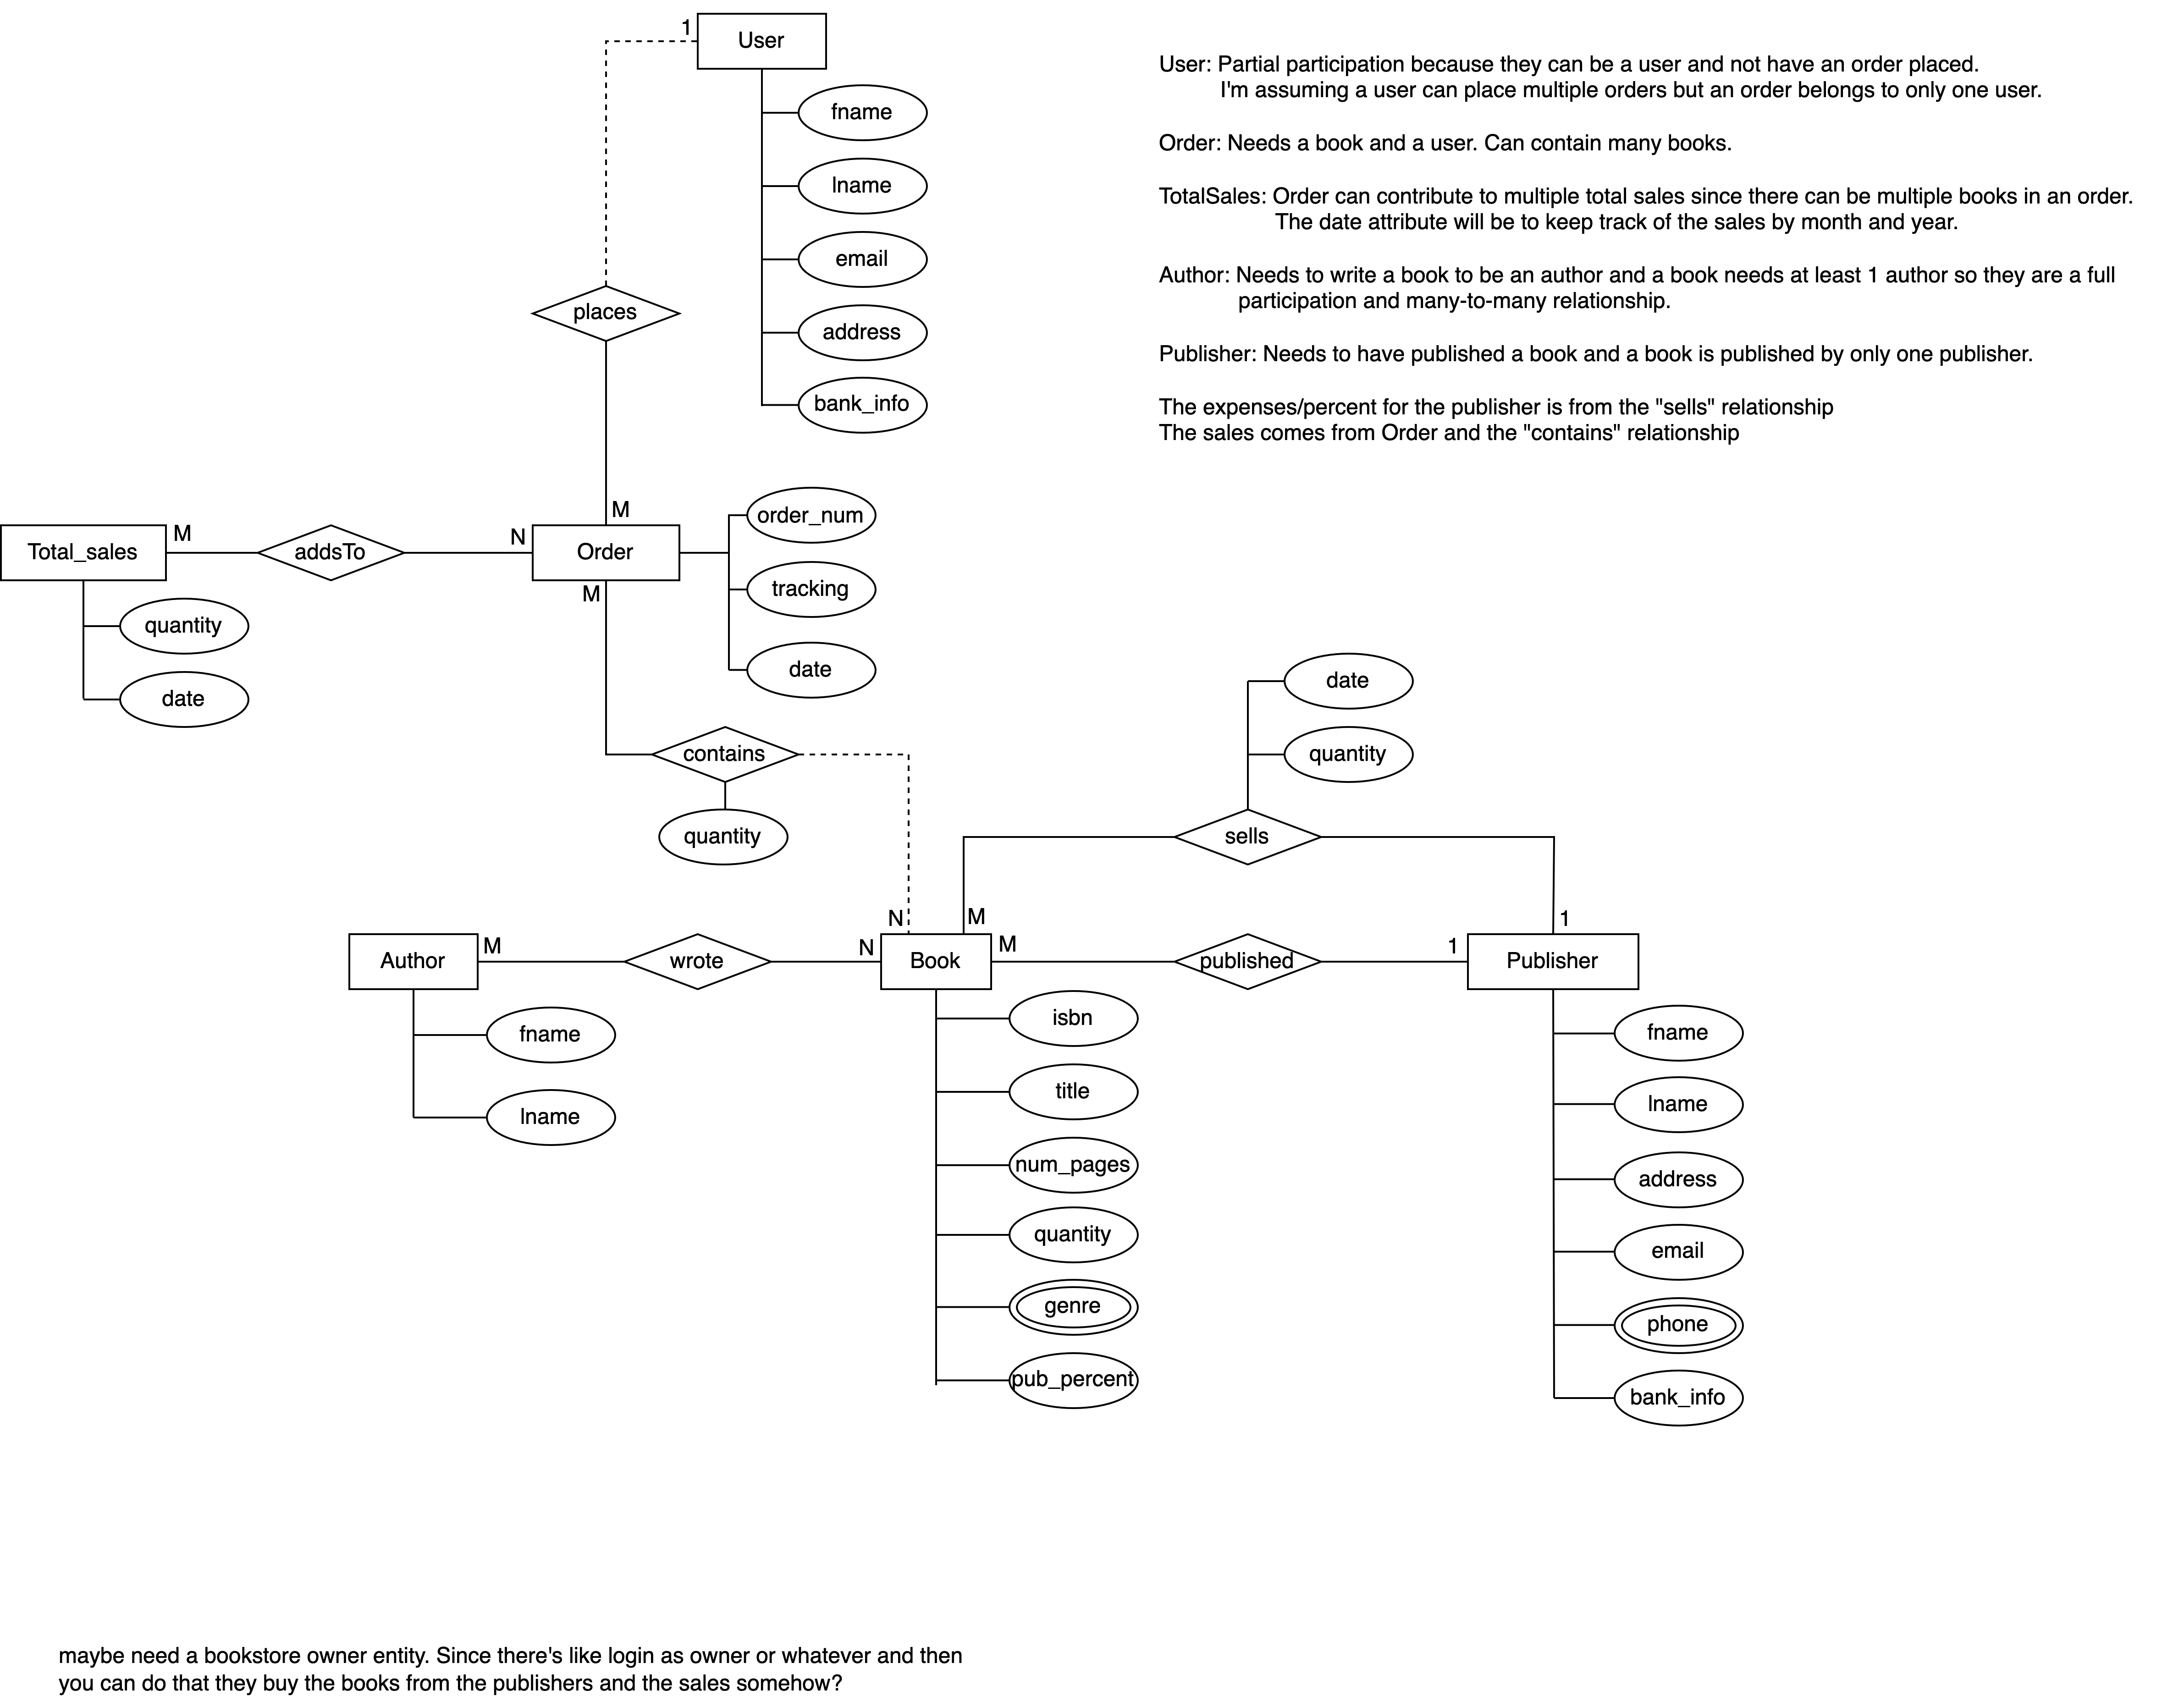 1
User
fname
lname
email
address
bank_info
places
User: Partial participation because they can be a user and not have an order placed.
I'm assuming a user can place multiple orders but an order belongs to only one user.
Order: Needs a book and a user. Can contain many books.
TotalSales: Order can contribute to multiple total sales since there can be multiple books in an order.
The date attribute will be to keep track of the sales by month and year.
Author: Needs to write a book to be an author and a book needs at least 1 author so they are a full
participation and many-to-many relationship.
Publisher: Needs to have published a book and a book is published by only one publisher.
The expenses/percent for the publisher is from the "sells" relationship
The sales comes from Order and the "contains" relationship
M
Total_sales
M
addsTo
N
Order
M
order_num
tracking
date
quantity
date
contains
quantity
date
quantity
sells
N
M
1
Author
M
wrote
N
Book
M
published
1
Publisher
fname
lname
isbn
title
num_pages
quantity
genre
pub_percent
fname
lname
address
email
phone
bank_info
maybe need a bookstore owner entity. Since there's like login as owner or whatever and then
you can do that they buy the books from the publishers and the sales somehow?